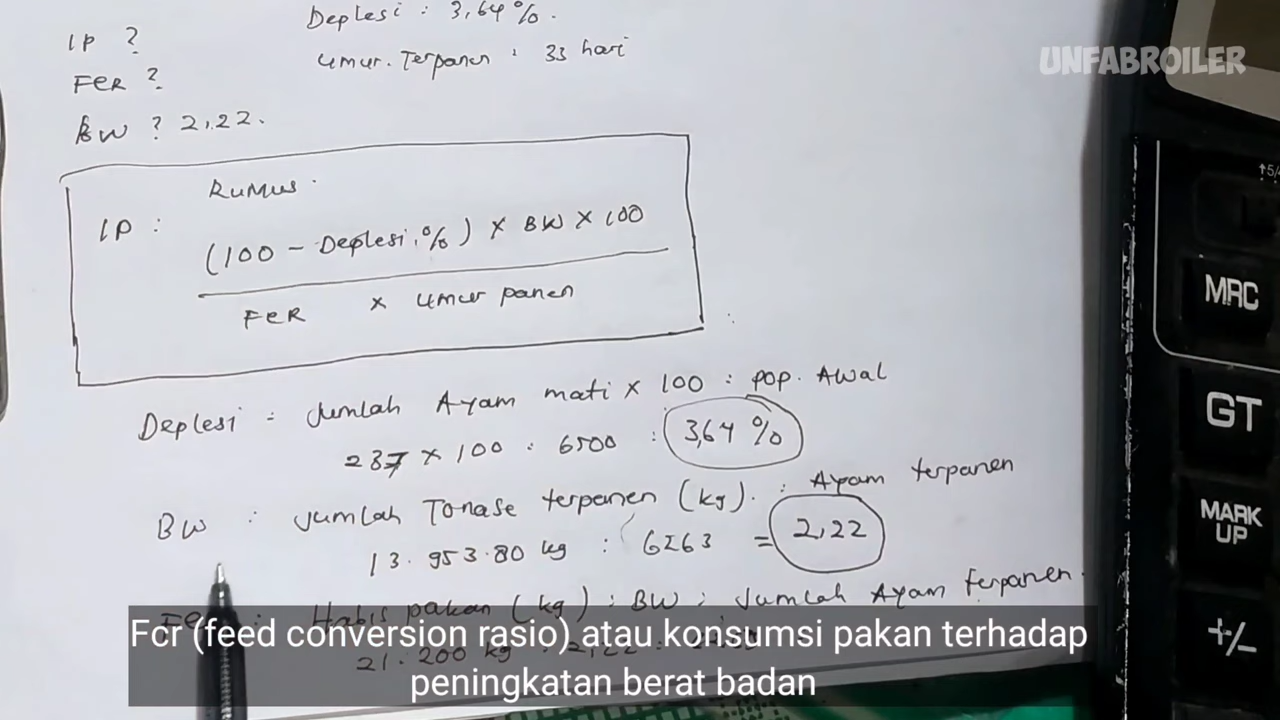 Deplesi : 3,64 %.
IP ?
Umur. Terpanen : 33 hari
FCR ?
BW ? 2,22.
UNFABROILER
RUMUS.
IP :
(100 - Deplesi.%) x BW x 100
FCR x umur panen
Deplesi = Jumlah Ayam mati x 100 : pop. Awal
237 x 100 : 6500 : 3,64 %
BW : Jumlah Tonase terpanen (kg). : Ayam terpanen
13.953.80 kg : 6263 = 2,22
: Habis pakan (kg) : BW : Jumlah Ayam terpanen.
21.200 kg : 2,22 :
Fcr (feed conversion rasio) atau konsumsi pakan terhadap
peningkatan berat badan
MRC
GT
MARK
UP
+/-